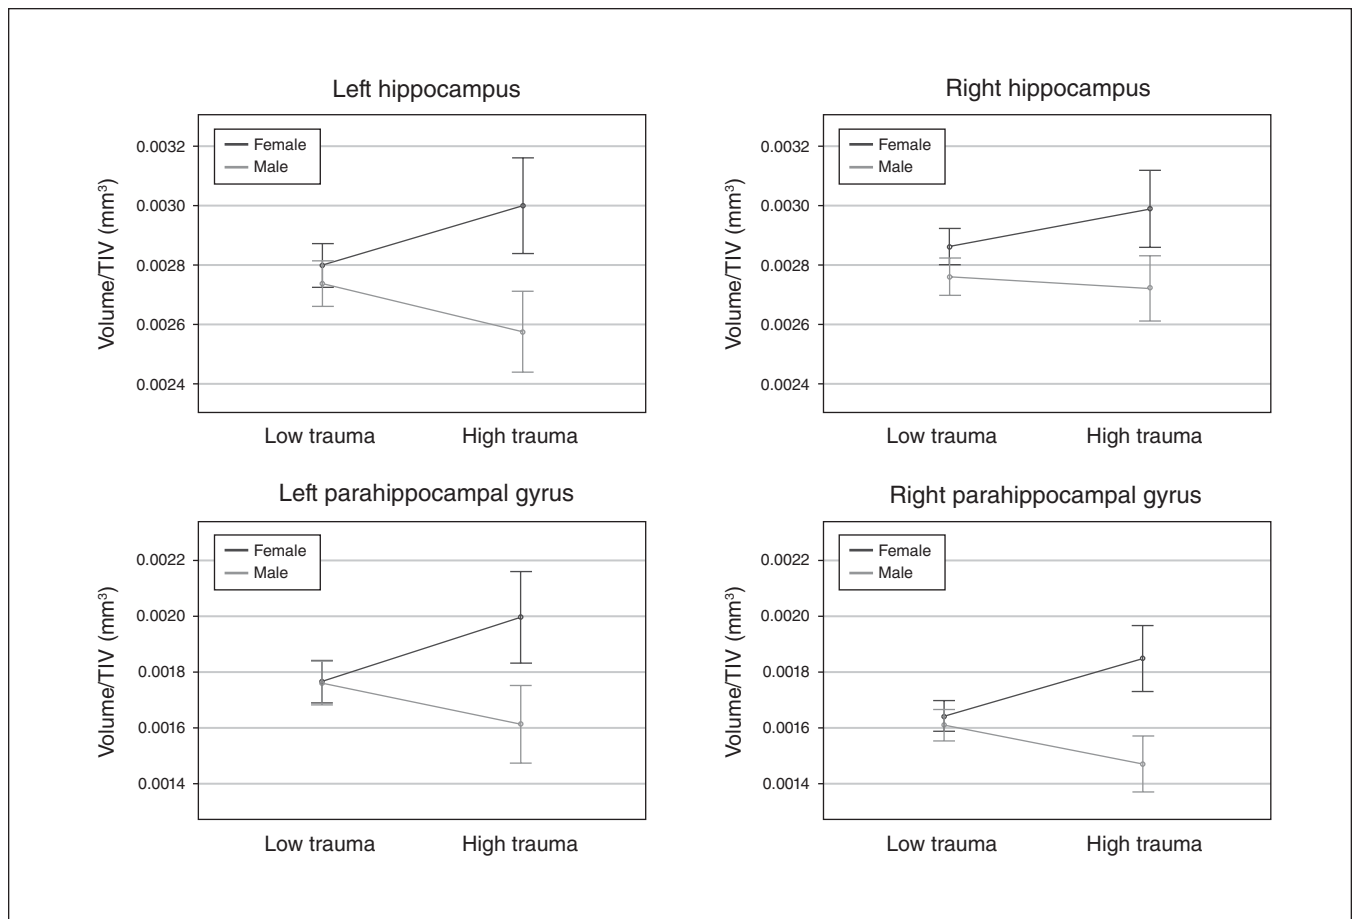 Left hippocampus
Female
Male
0.0032
0.0030
0.0028
0.0026
0.0024
Volume/TIV (mm³)
Low trauma
High trauma
Right hippocampus
Female
Male
0.0032
0.0030
0.0028
0.0026
0.0024
Volume/TIV (mm³)
Low trauma
High trauma
Left parahippocampal gyrus
Female
Male
0.0022
0.0020
0.0018
0.0016
0.0014
Volume/TIV (mm³)
Low trauma
High trauma
Right parahippocampal gyrus
Female
Male
0.0022
0.0020
0.0018
0.0016
0.0014
Volume/TIV (mm³)
Low trauma
High trauma